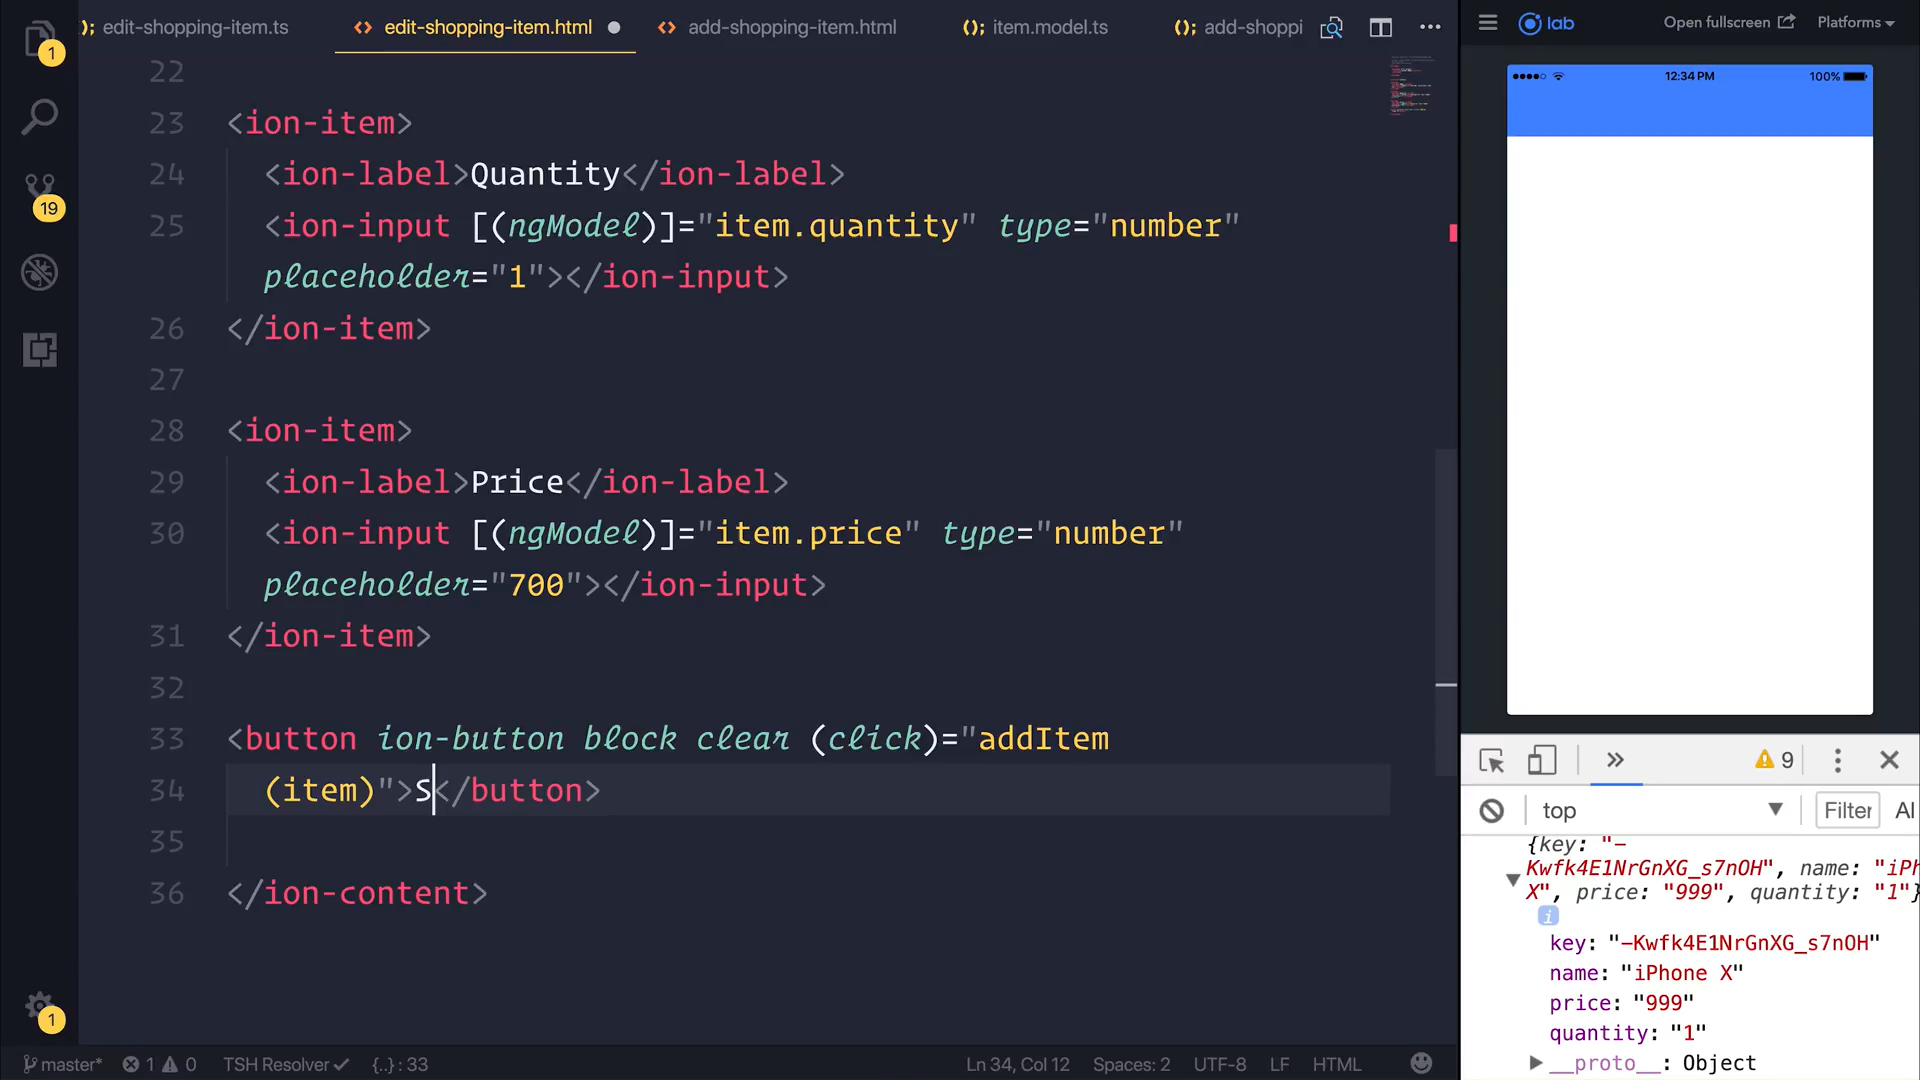 edit-shopping-item.ts
edit-shopping-item.html
add-shopping-item.html
item.model.ts
add-shoppi
22
23 <ion-item>
24 <ion-label>Quantity</ion-label>
25 <ion-input [(ngModel)]="item.quantity" type="number"
placeholder="1"></ion-input>
26 </ion-item>
27
28 <ion-item>
29 <ion-label>Price</ion-label>
30 <ion-input [(ngModel)]="item.price" type="number"
placeholder="700"></ion-input>
31 </ion-item>
32
33 <button ion-button block clear (click)="addItem
34 (item)">S</button>
35
36 </ion-content>
1
19
1
master* 1 0 TSH Resolver {..} : 33 Ln 34, Col 12 Spaces: 2 UTF-8 LF HTML
lab Open fullscreen Platforms
12:34 PM 100%
9
top Filter Al
{key: "-
Kwfk4E1NrGnXG_s7nOH", name: "iPh
X", price: "999", quantity: "1"}
i
key: "-Kwfk4E1NrGnXG_s7nOH"
name: "iPhone X"
price: "999"
quantity: "1"
__proto__: Object